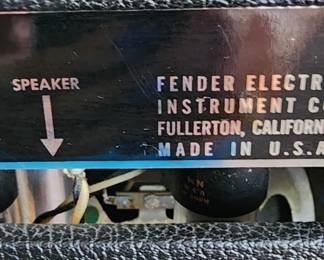 SPEAKER
FENDER ELECTR
INSTRUMENT C
FULLERTON, CALIFORN
MADE IN U.S.A